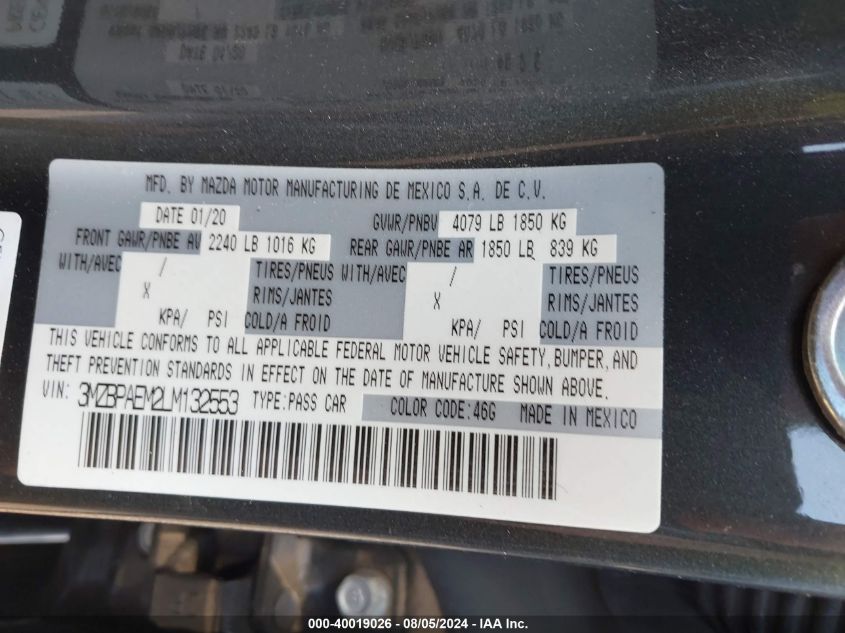 MFD. BY MAZDA MOTOR MANUFACTURING DE MEXICO S.A. DE C.V.
DATE 01/20 GVWR/PNBV 4079 LB 1850 KG
FRONT GAWR/PNBE AV 2240 LB 1016 KG REAR GAWR/PNBE AR 1850 LB 839 KG
WITH/AVEC / TIRES/PNEUS WITH/AVEC / TIRES/PNEUS
X RIMS/JANTES X RIMS/JANTES
KPA/ PSI COLD/A FROID KPA/ PSI COLD/A FROID
THIS VEHICLE CONFORMS TO ALL APPLICABLE FEDERAL MOTOR VEHICLE SAFETY, BUMPER, AND
THEFT PREVENTION STANDARDS IN EFFECT ON THE DATE OF MANUFACTURE SHOWN ABOVE.
VIN: 3MZBPAEM2LM132553 TYPE:PASS CAR COLOR CODE:46G MADE IN MEXICO
000-40019026 - 08/05/2024 - IAA Inc.